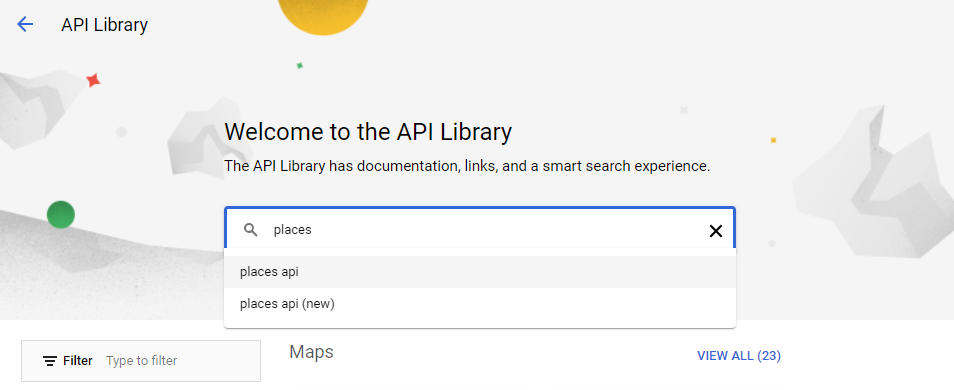 API Library
Welcome to the API Library
The API Library has documentation, links, and a smart search experience.
places
places api
places api (new)
Filter Type to filter
Maps
VIEW ALL (23)